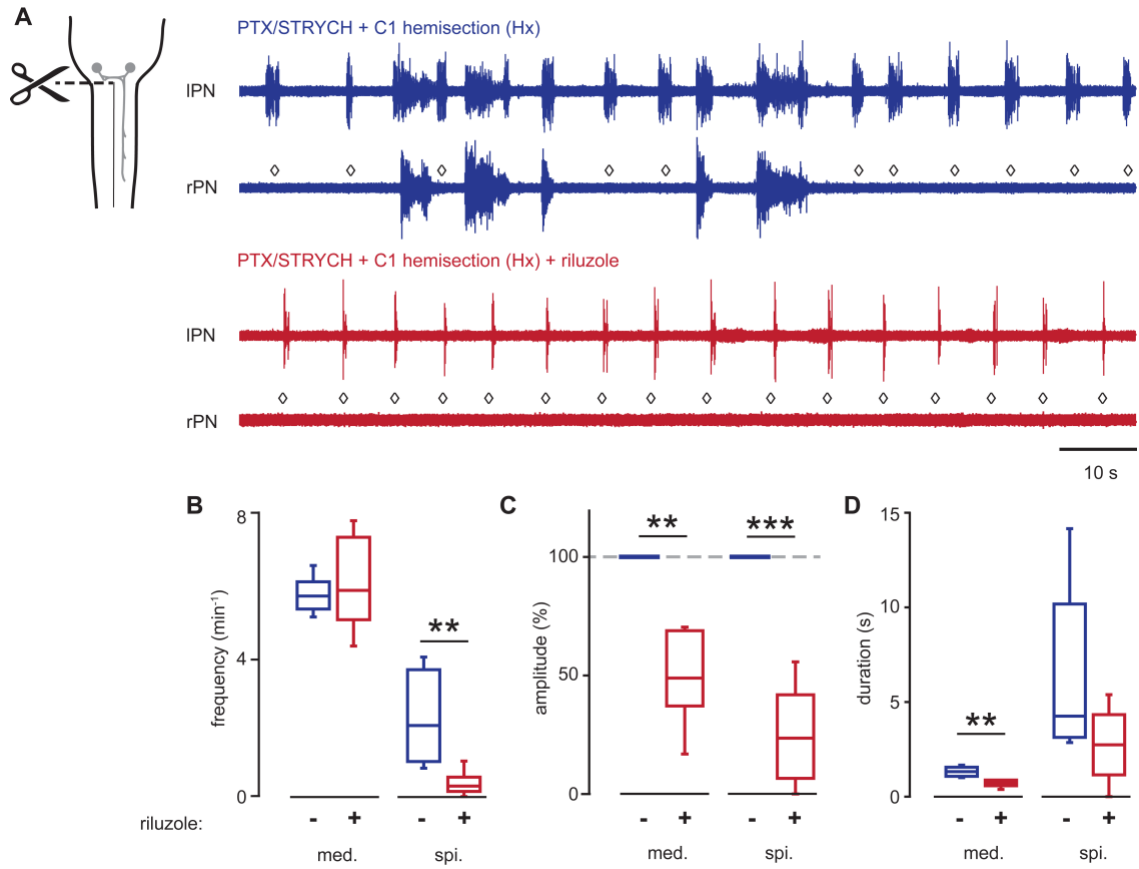 A
PTX/STRYCH + C1 hemisection (Hx)
lPN
rPN
PTX/STRYCH + C1 hemisection (Hx) + riluzole
lPN
rPN
10 s
B
C
D
8
4
0
frequency (min⁻¹)
**
100
50
0
amplitude (%)
**
***
15
10
5
0
duration (s)
**
riluzole:
- + - + - + - + - + - +
med. spi. med. spi. med. spi.